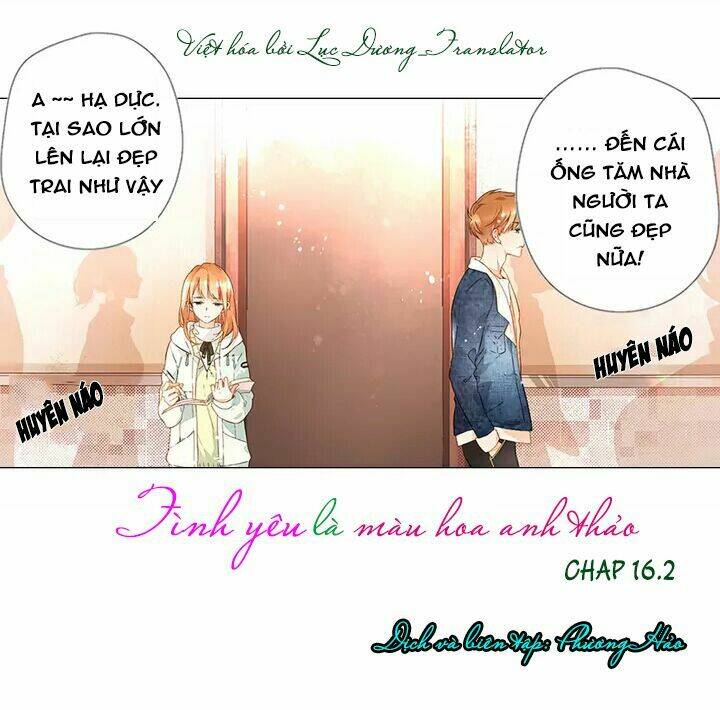 Việt hóa bởi Lục Dương Translator
A ~~ HẠ DỰC.
TẠI SAO LỚN
LÊN LẠI ĐẸP
TRAI NHƯ VẬY
...... ĐẾN CÁI
ỐNG TĂM NHÀ
NGƯỜI TA
CŨNG ĐẸP
NỮA!
HUYÊN NÁO
HUYÊN NÁO
Tình yêu là màu hoa anh thảo
CHAP 16.2
Dịch và biên tập: Phương Hảo